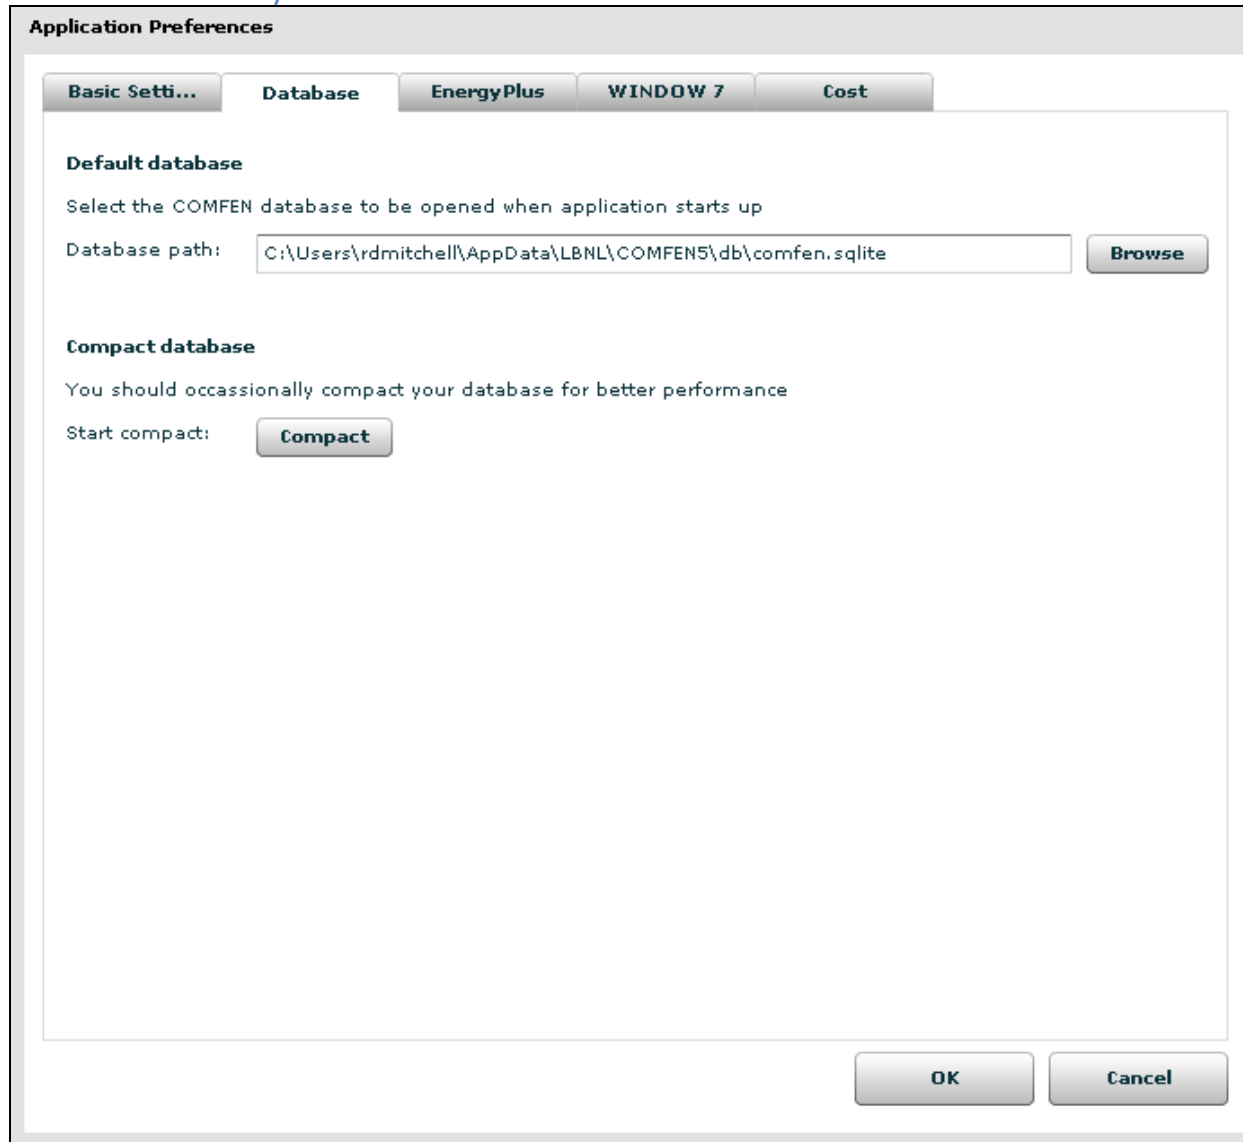 Application Preferences
Basic Setti... Database EnergyPlus WINDOW 7 Cost
Default database
Select the COMFEN database to be opened when application starts up
Database path: C:\Users\rdmitchell\AppData\LBNL\COMFEN5\db\comfen.sqlite Browse
Compact database
You should occassionally compact your database for better performance
Start compact: Compact
OK Cancel